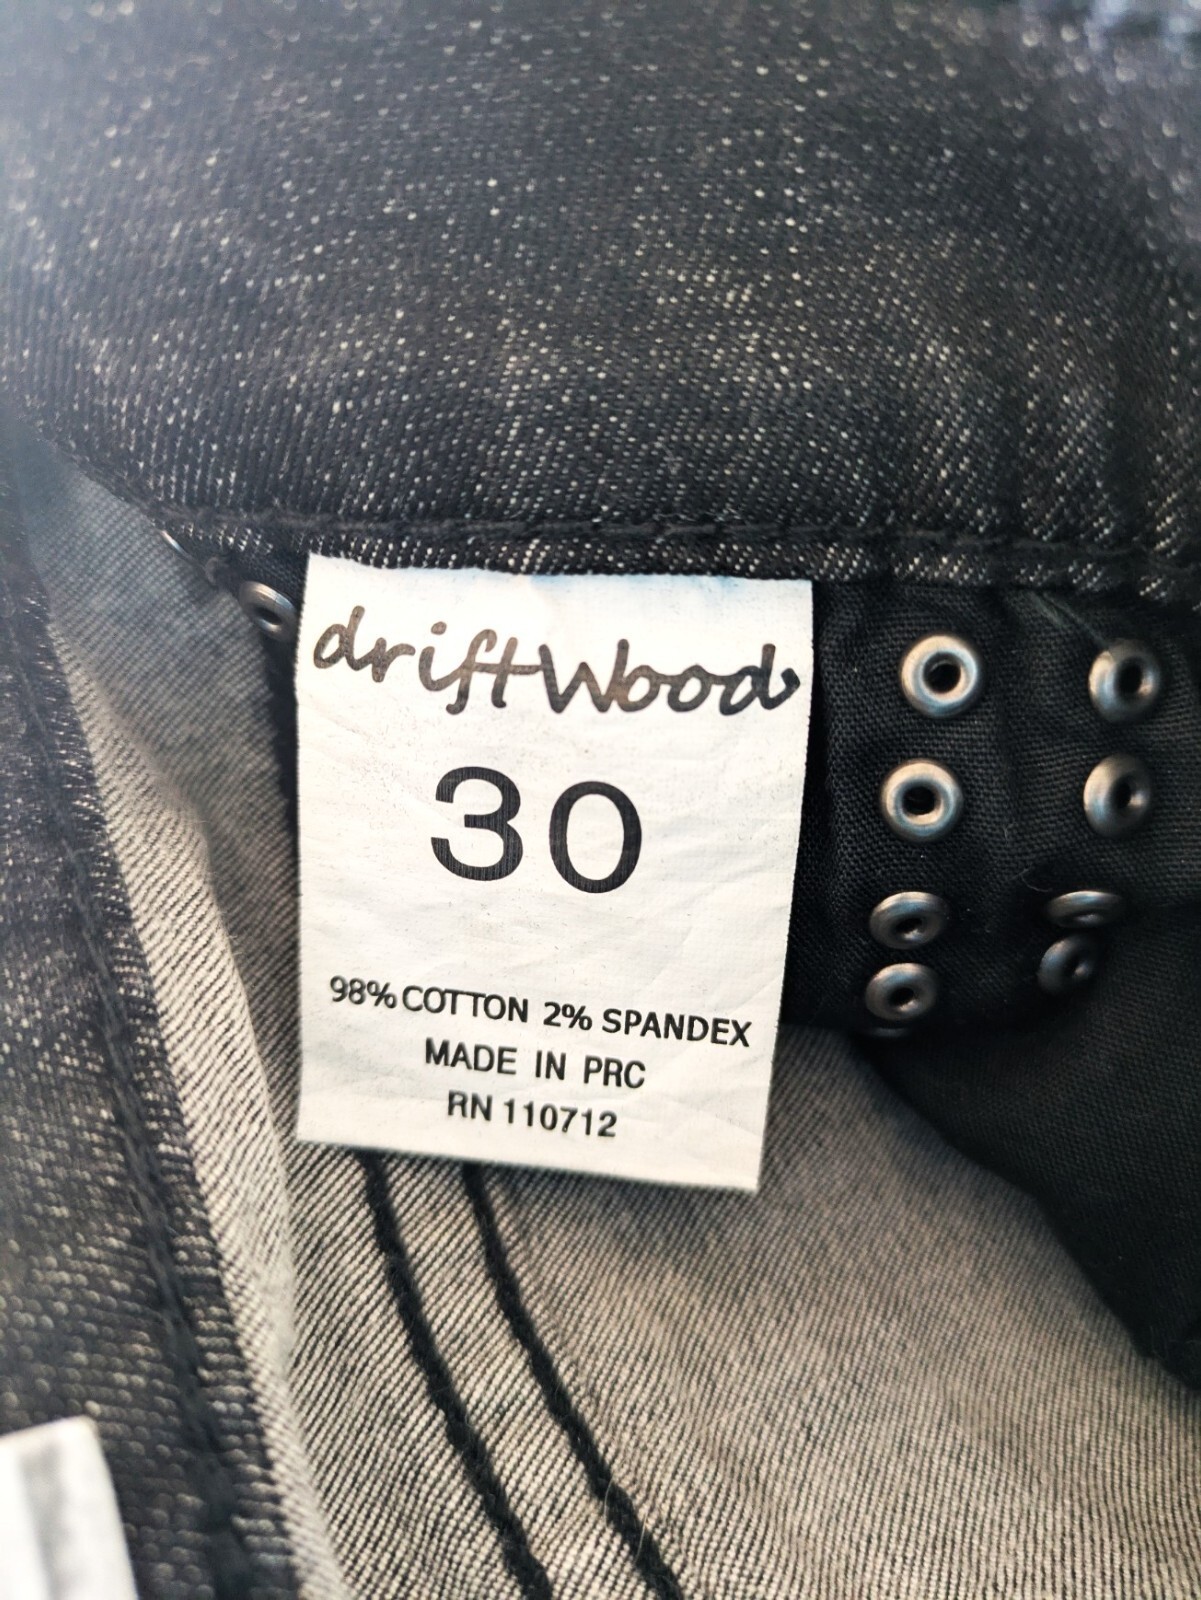 driftWood
30
98% COTTON 2% SPANDEX
MADE IN PRC
RN 110712